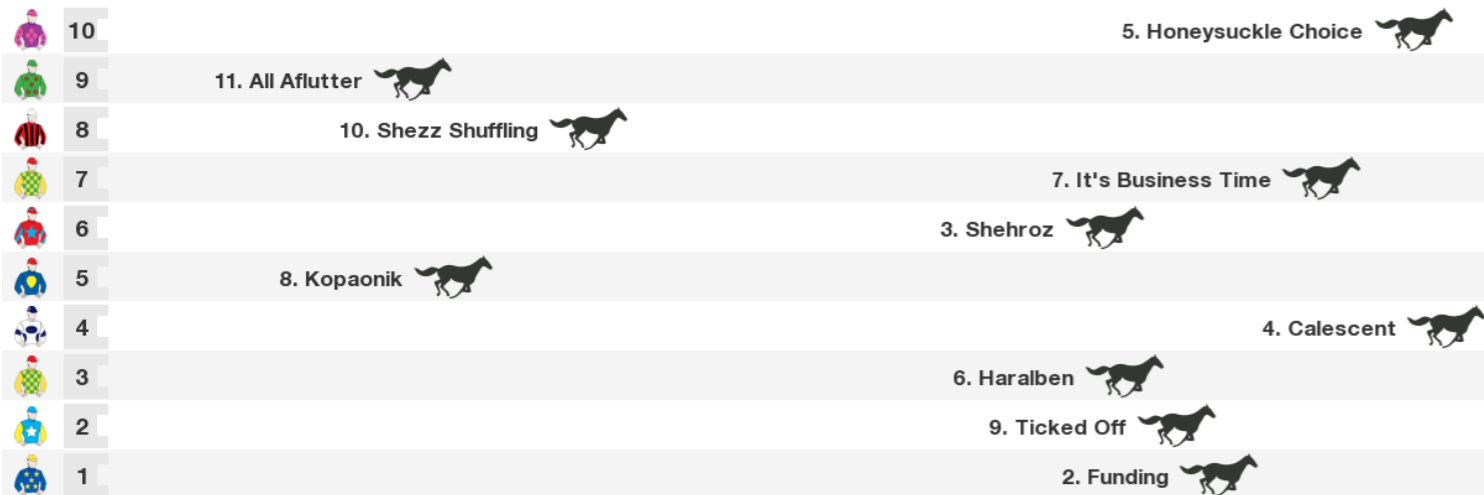 10 5. Honeysuckle Choice
9 11. All Aflutter
8 10. Shezz Shuffling
7 7. It's Business Time
6 3. Shehroz
5 8. Kopaonik
4 4. Calescent
3 6. Haralben
2 9. Ticked Off
1 2. Funding